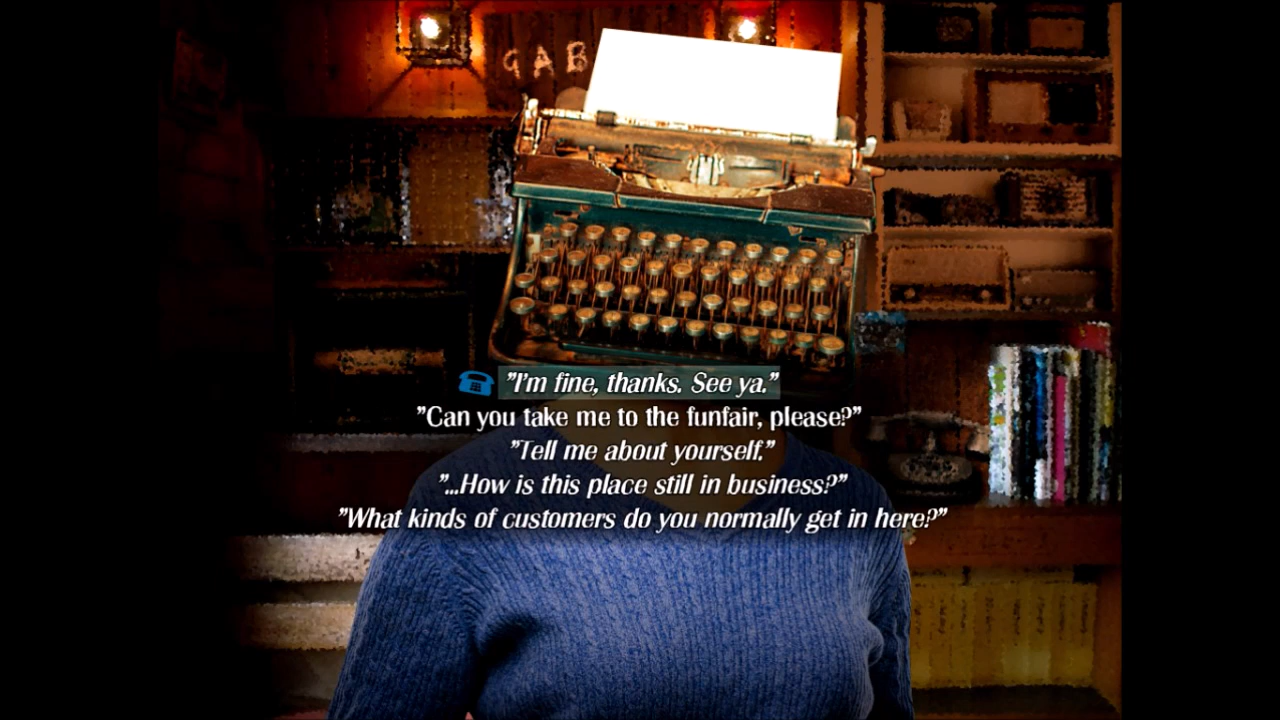 GAB
"I'm fine, thanks. See ya."
"Can you take me to the funfair, please?"
"Tell me about yourself."
"...How is this place still in business?"
"What kinds of customers do you normally get in here?"